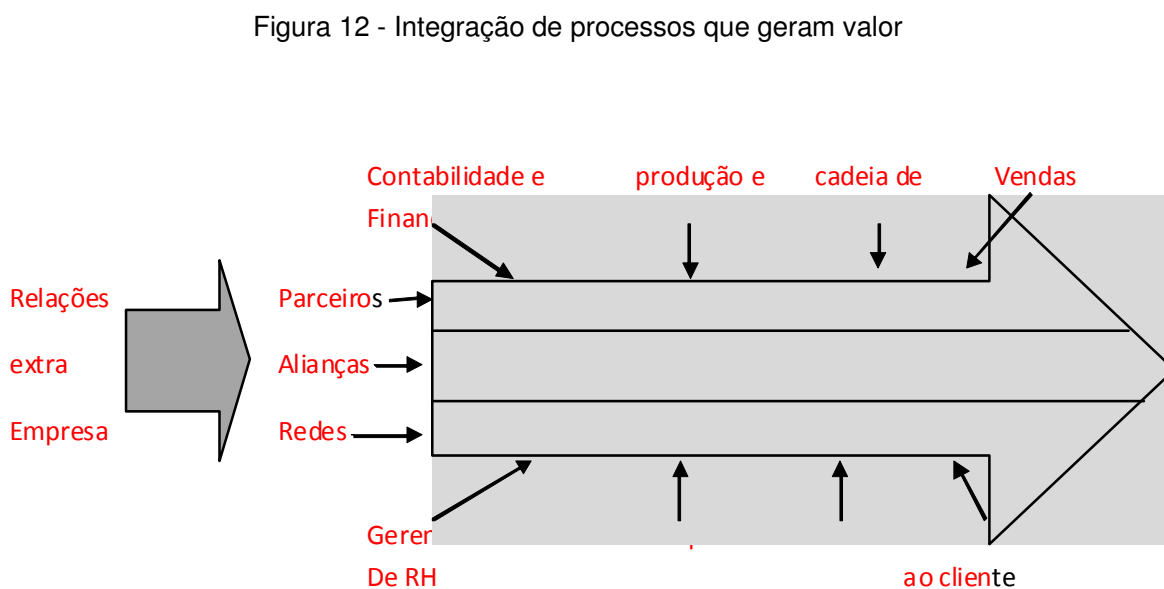 Figura 12 - Integração de processos que geram valor
Contabilidade e produção e cadeia de Vendas
Finan
Relações Parceiros
extra Alianças
Empresa Redes
Geren
De RH ao cliente